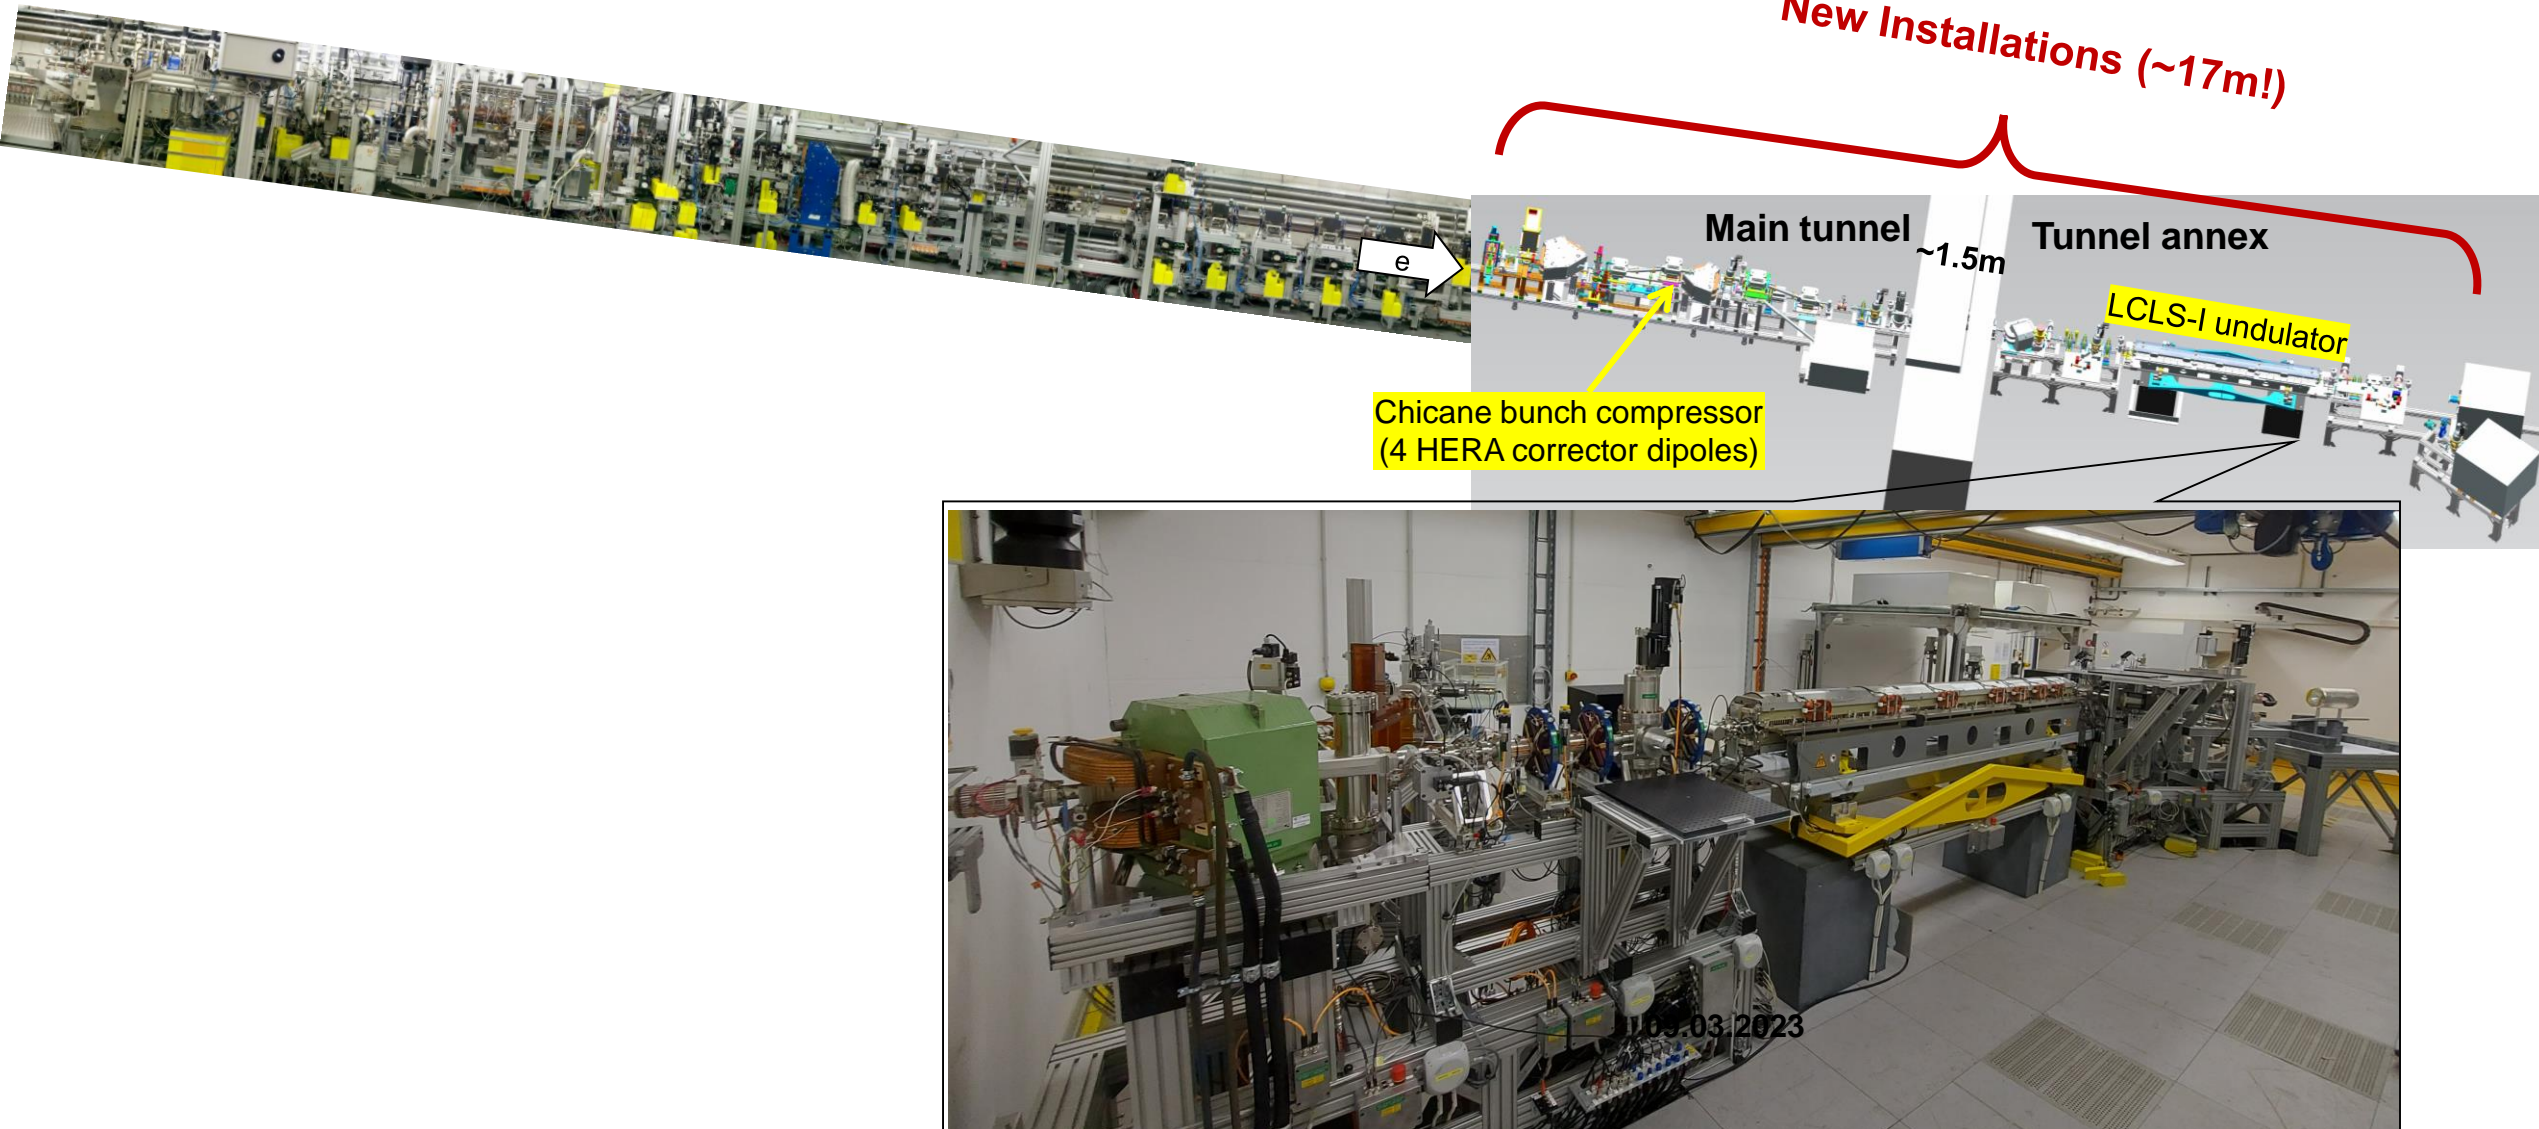 New Installations (~17m!)
Main tunnel
~1.5m
Tunnel annex
e
LCLS-I undulator
Chicane bunch compressor
(4 HERA corrector dipoles)
09.03.2023